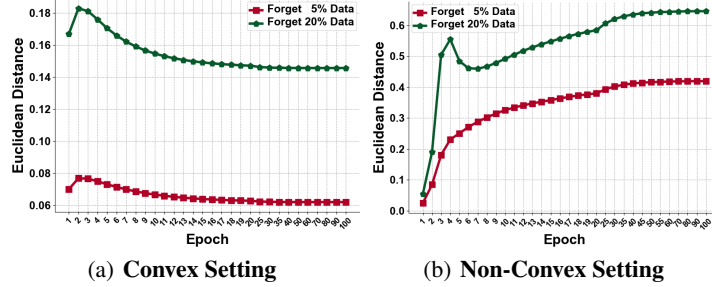 Forget 5% Data
Forget 20% Data
0.18
0.16
0.14
0.12
0.10
0.08
0.06
Euclidean Distance
1 2 3 4 5 6 7 8 9 10 11 12 13 14 15 16 17 18 19 20 25 30 35 40 45 50 55 60 70 80 90 100
Epoch
(a) Convex Setting
Forget 5% Data
Forget 20% Data
0.6
0.5
0.4
0.3
0.2
0.1
0.0
Euclidean Distance
1 2 3 4 5 6 7 8 9 10 11 12 13 14 15 16 17 18 19 20 25 30 35 40 45 50 55 60 70 80 90 100
Epoch
(b) Non-Convex Setting